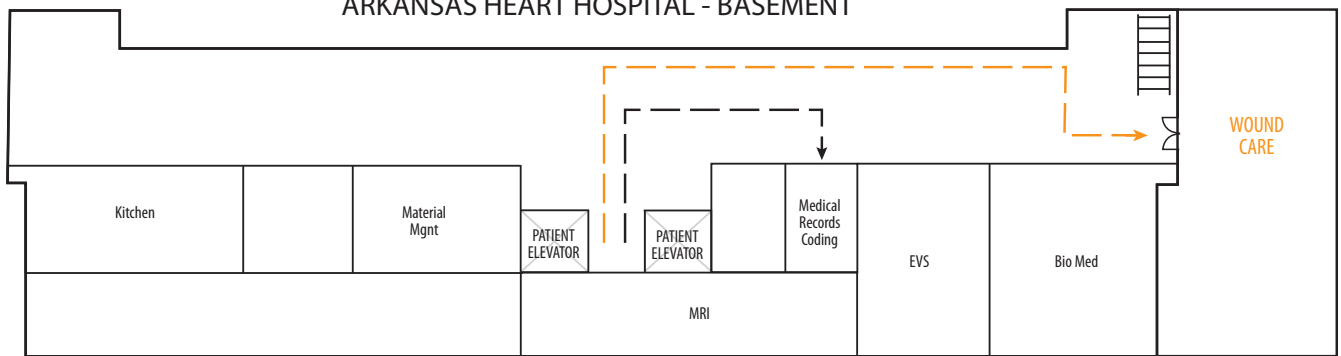 ARKANSAS HEART HOSPITAL - BASEMENT
WOUND
CARE
Kitchen
Material
Mgnt
PATIENT
ELEVATOR
PATIENT
ELEVATOR
Medical
Records
Coding
EVS
Bio Med
MRI